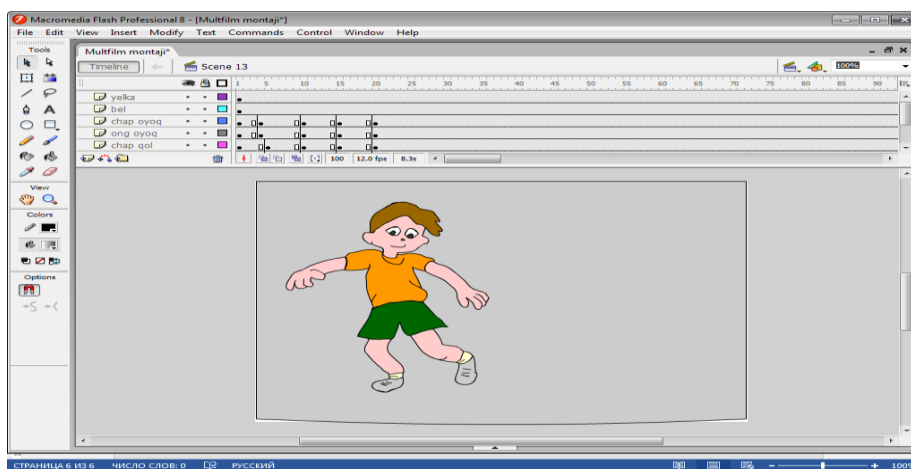 Macromedia Flash Professional 8 - [Multfilm montaji*]
File Edit View Insert Modify Text Commands Control Window Help
Tools
Multfilm montaji*
Timeline Scene 13 100%
1 5 10 15 20 25 30 35 40 45 50 55 60 65 70 75 80 85 90
yelka
bel
chap oyoq
ong oyoq
chap qol
100 12.0 fps 8.3s
View
Colors
Options
СТРАНИЦА 6 ИЗ 6 ЧИСЛО СЛОВ: 0 РУССКИЙ 100%